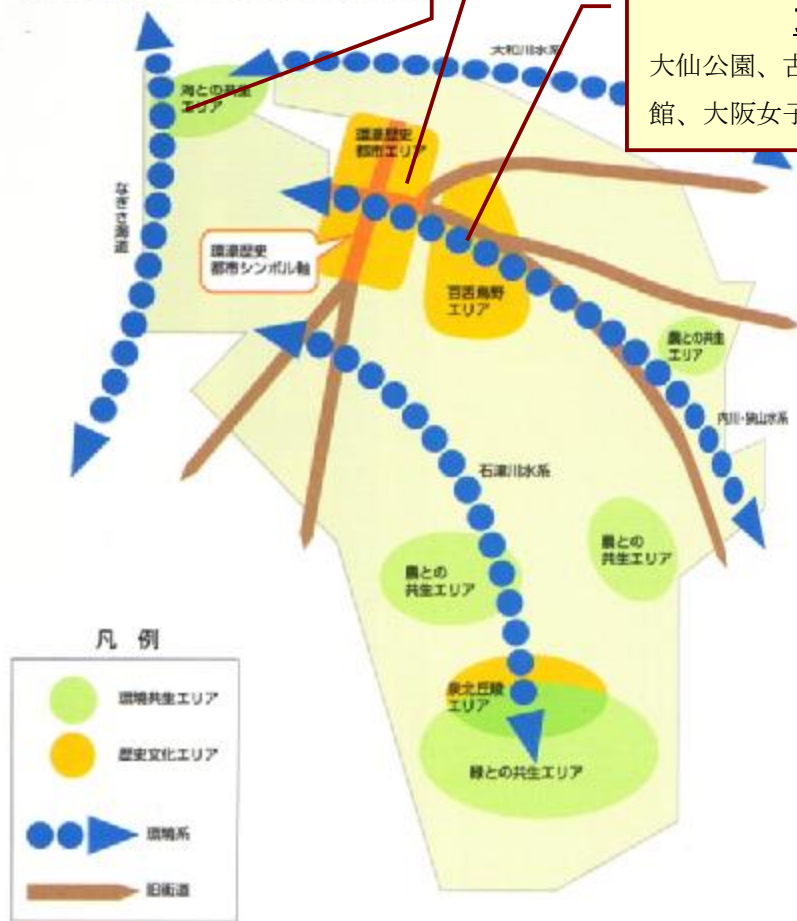 大仙公園、古
館、大阪女子
大和川水系
海との共生
エリア
環濠歴史
都市エリア
なぎさ海道
環濠歴史
都市シンボル軸
百舌鳥野
エリア
農との共生
エリア
内川・狭山水系
石津川水系
農との
共生エリア
農との
共生エリア
泉北丘陵
エリア
緑との共生エリア
凡 例
環境共生エリア
歴史文化エリア
環境系
旧街道